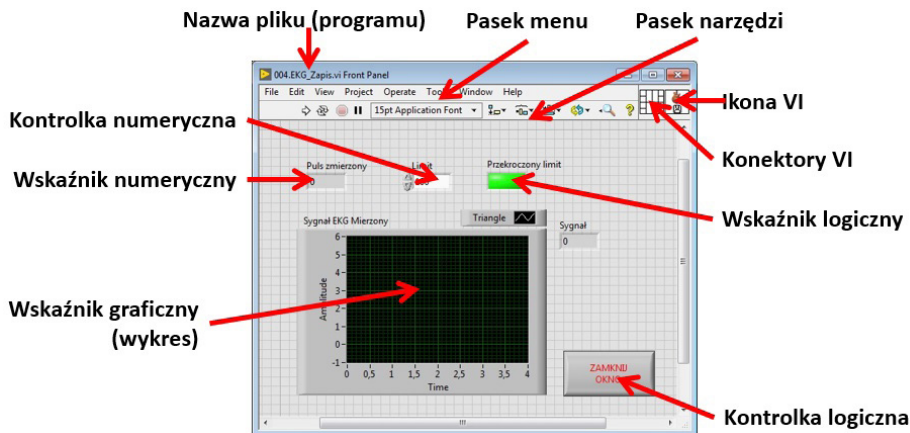 Nazwa pliku (programu)
Pasek menu
Pasek narzędzi
004.EKG_Zapis.vi Front Panel
File Edit View Project Operate Window Help
15pt Application Font
Ikona VI
Kontrolka numeryczna
Konektory VI
Puls zmierzony
Limit
Przekroczony limit
Wskaźnik numeryczny
0
Wskaźnik logiczny
Sygnał EKG Mierzony
Triangle
Sygnał
0
6
5
4
3
2
1
0
-1
Amplitude
0 0,5 1 1,5 2 2,5 3 3,5 4
Time
Wskaźnik graficzny
(wykres)
ZAMKNIJ
OKNO
Kontrolka logiczna